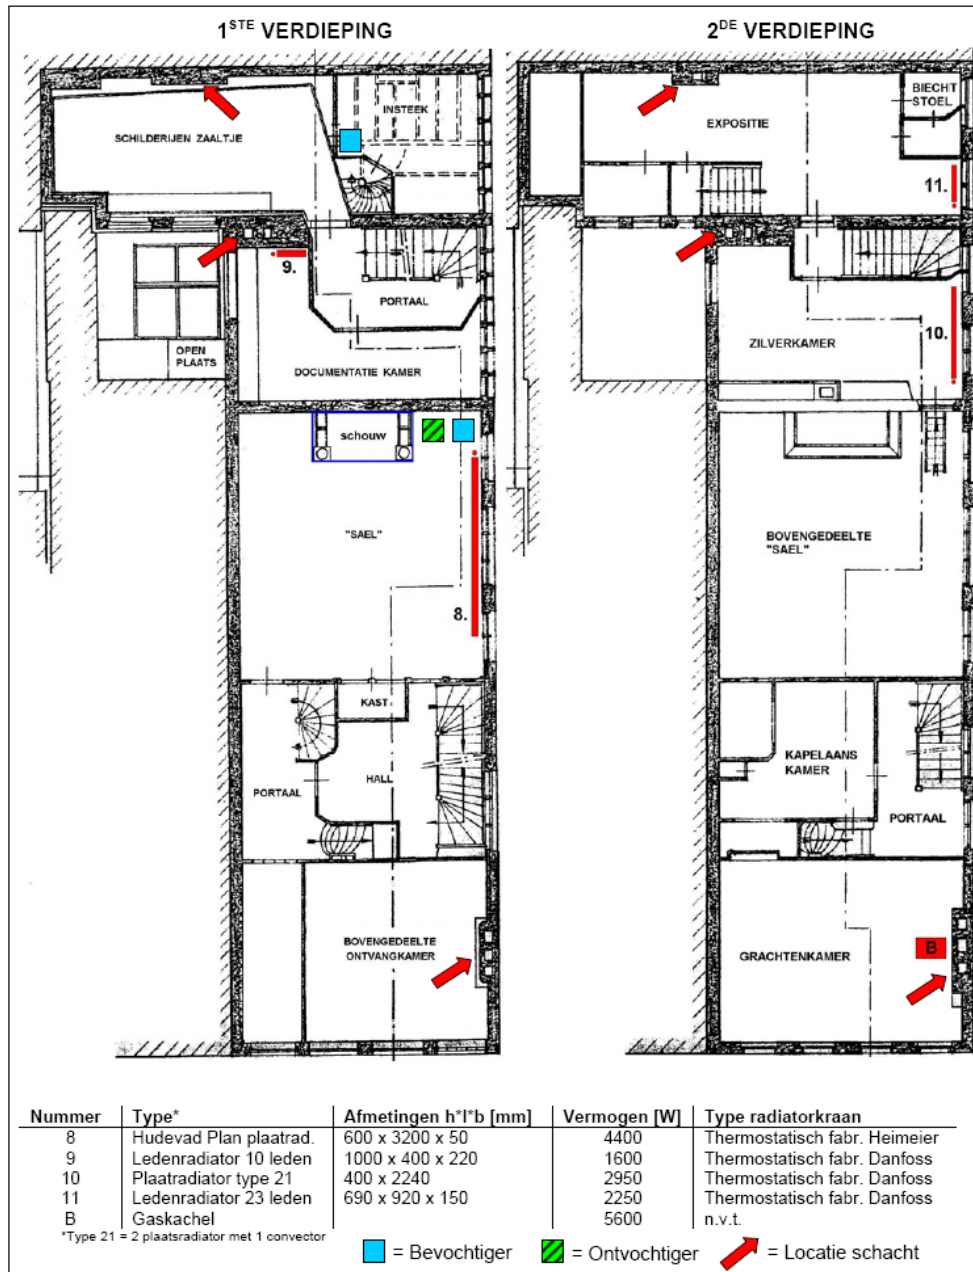 1STE VERDIEPING
2DE VERDIEPING
INSTEEK
SCHILDERIJEN ZAALTJE
9.
PORTAAL
OPEN
PLAATS
DOCUMENTATIE KAMER
schouw
"SAEL"
8.
KAST
HALL
PORTAAL
BOVENGEDEELTE
ONTVANGKAMER
BIECHT
STOEL
EXPOSITIE
11.
10.
ZILVERKAMER
BOVENGEDEELTE
"SAEL"
KAPELAANS
KAMER
PORTAAL
B
GRACHTENKAMER
Nummer Type* Afmetingen h*l*b [mm] Vermogen [W] Type radiatorkraan
8 Hudevad Plan plaatrad. 600 x 3200 x 50 4400 Thermostatisch fabr. Heimeier
9 Ledenradiator 10 leden 1000 x 400 x 220 1600 Thermostatisch fabr. Danfoss
10 Plaatradiator type 21 400 x 2240 2950 Thermostatisch fabr. Danfoss
11 Ledenradiator 23 leden 690 x 920 x 150 2250 Thermostatisch fabr. Danfoss
B Gaskachel 5600 n.v.t.
*Type 21 = 2 plaatsradiator met 1 convector
= Bevochtiger = Ontvochtiger = Locatie schacht